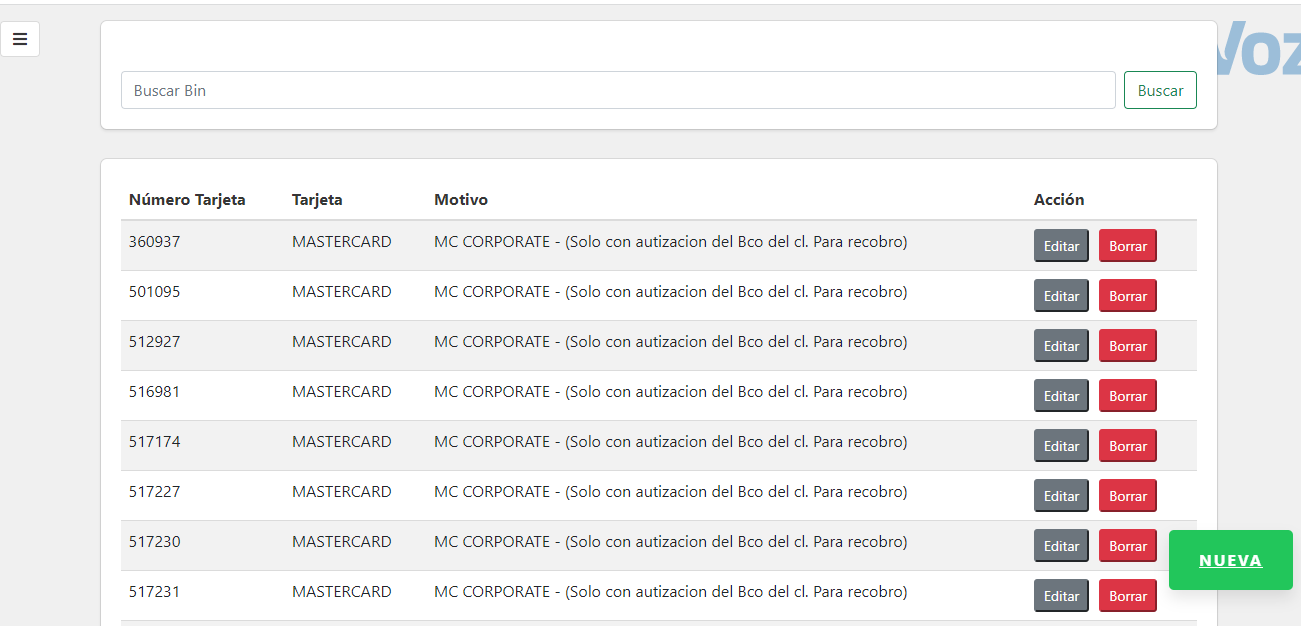 Voz
Buscar Bin Buscar
Número Tarjeta Tarjeta Motivo Acción
360937 MASTERCARD MC CORPORATE - (Solo con autizacion del Bco del cl. Para recobro) Editar Borrar
501095 MASTERCARD MC CORPORATE - (Solo con autizacion del Bco del cl. Para recobro) Editar Borrar
512927 MASTERCARD MC CORPORATE - (Solo con autizacion del Bco del cl. Para recobro) Editar Borrar
516981 MASTERCARD MC CORPORATE - (Solo con autizacion del Bco del cl. Para recobro) Editar Borrar
517174 MASTERCARD MC CORPORATE - (Solo con autizacion del Bco del cl. Para recobro) Editar Borrar
517227 MASTERCARD MC CORPORATE - (Solo con autizacion del Bco del cl. Para recobro) Editar Borrar
517230 MASTERCARD MC CORPORATE - (Solo con autizacion del Bco del cl. Para recobro) Editar Borrar
NUEVA
517231 MASTERCARD MC CORPORATE - (Solo con autizacion del Bco del cl. Para recobro) Editar Borrar